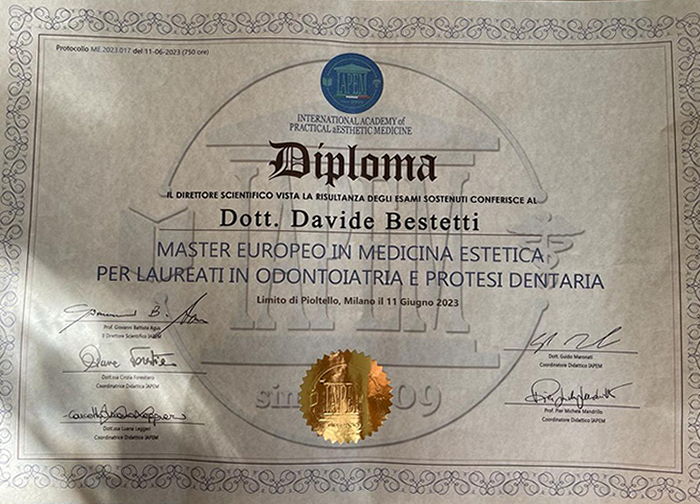 Protocollo ME.2023.017 del 11-06-2023 (750 ore)
IAPEM
INTERNATIONAL ACADEMY of
PRACTICAL aESTHETIC MEDICINE
Diploma
IL DIRETTORE SCIENTIFICO VISTA LA RISULTANZA DEGLI ESAMI SOSTENUTI CONFERISCE AL
Dott. Davide Bestetti
MASTER EUROPEO IN MEDICINA ESTETICA
PER LAUREATI IN ODONTOIATRIA E PROTESI DENTARIA
Limito di Pioltello, Milano il 11 Giugno 2023
Prof. Giovanni Battista Agus
Il Direttore Scientifico IAPEM
Dott.ssa Cinzia Forestiero
Coordinatrice Didattica IAPEM
Dott.ssa Luana Leggeri
Coordinatrice Didattica IAPEM
Dott. Guido Maronati
Coordinatore Didattico IAPEM
Prof. Pier Michele Mandrillo
Coordinatore Didattico IAPEM
IAPEM